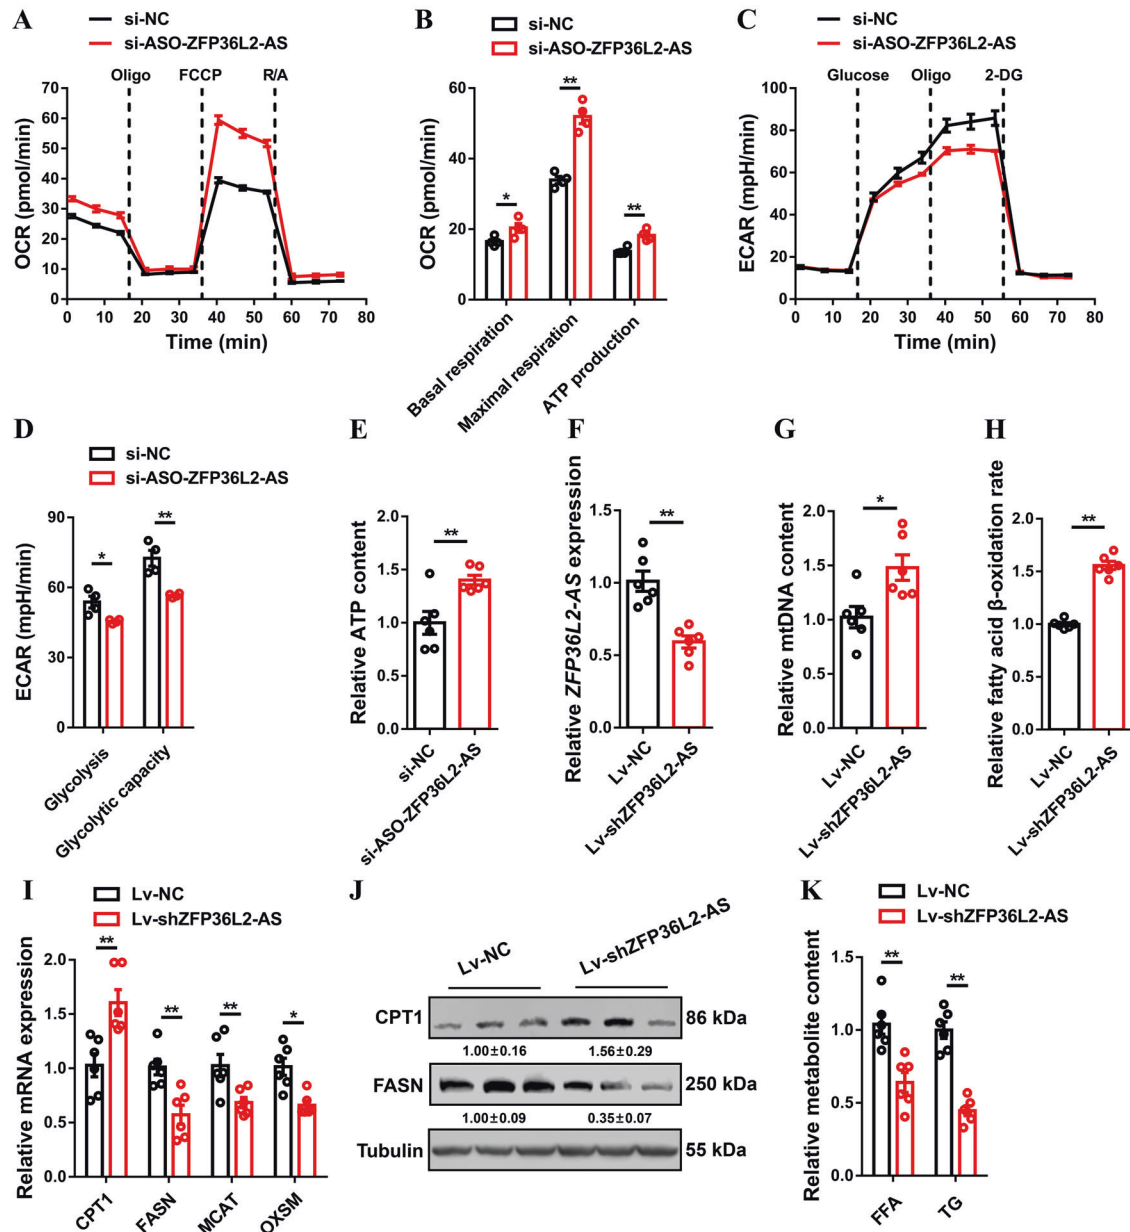 A
si-NC
si-ASO-ZFP36L2-AS
Oligo FCCP R/A
OCR (pmol/min)
70
60
50
40
30
20
10
0
0 10 20 30 40 50 60 70 80
Time (min)
B
si-NC
si-ASO-ZFP36L2-AS
OCR (pmol/min)
60
40
20
0
* ** **
Basal respiration
Maximal respiration
ATP production
C
si-NC
si-ASO-ZFP36L2-AS
Glucose Oligo 2-DG
ECAR (mpH/min)
100
80
60
40
20
0
0 10 20 30 40 50 60 70 80
Time (min)
D
si-NC
si-ASO-ZFP36L2-AS
ECAR (mpH/min)
90
60
30
0
* **
Glycolysis
Glycolytic capacity
E
Relative ATP content
2.0
1.5
1.0
0.5
0.0
**
si-NC
si-ASO-ZFP36L2-AS
F
Relative ZFP36L2-AS expression
1.5
1.0
0.5
0.0
**
Lv-NC
Lv-shZFP36L2-AS
G
Relative mtDNA content
2.0
1.5
1.0
0.5
0.0
*
Lv-NC
Lv-shZFP36L2-AS
H
Relative fatty acid β-oxidation rate
2.0
1.5
1.0
0.5
0.0
**
Lv-NC
Lv-shZFP36L2-AS
I
Lv-NC
Lv-shZFP36L2-AS
Relative mRNA expression
2.0
1.5
1.0
0.5
0.0
** ** ** *
CPT1
FASN
MCAT
OXSM
J
Lv-NC
Lv-shZFP36L2-AS
CPT1 86 kDa
1.00±0.16 1.56±0.29
FASN 250 kDa
1.00±0.09 0.35±0.07
Tubulin 55 kDa
K
Lv-NC
Lv-shZFP36L2-AS
Relative metabolite content
1.5
1.0
0.5
0.0
** **
FFA
TG